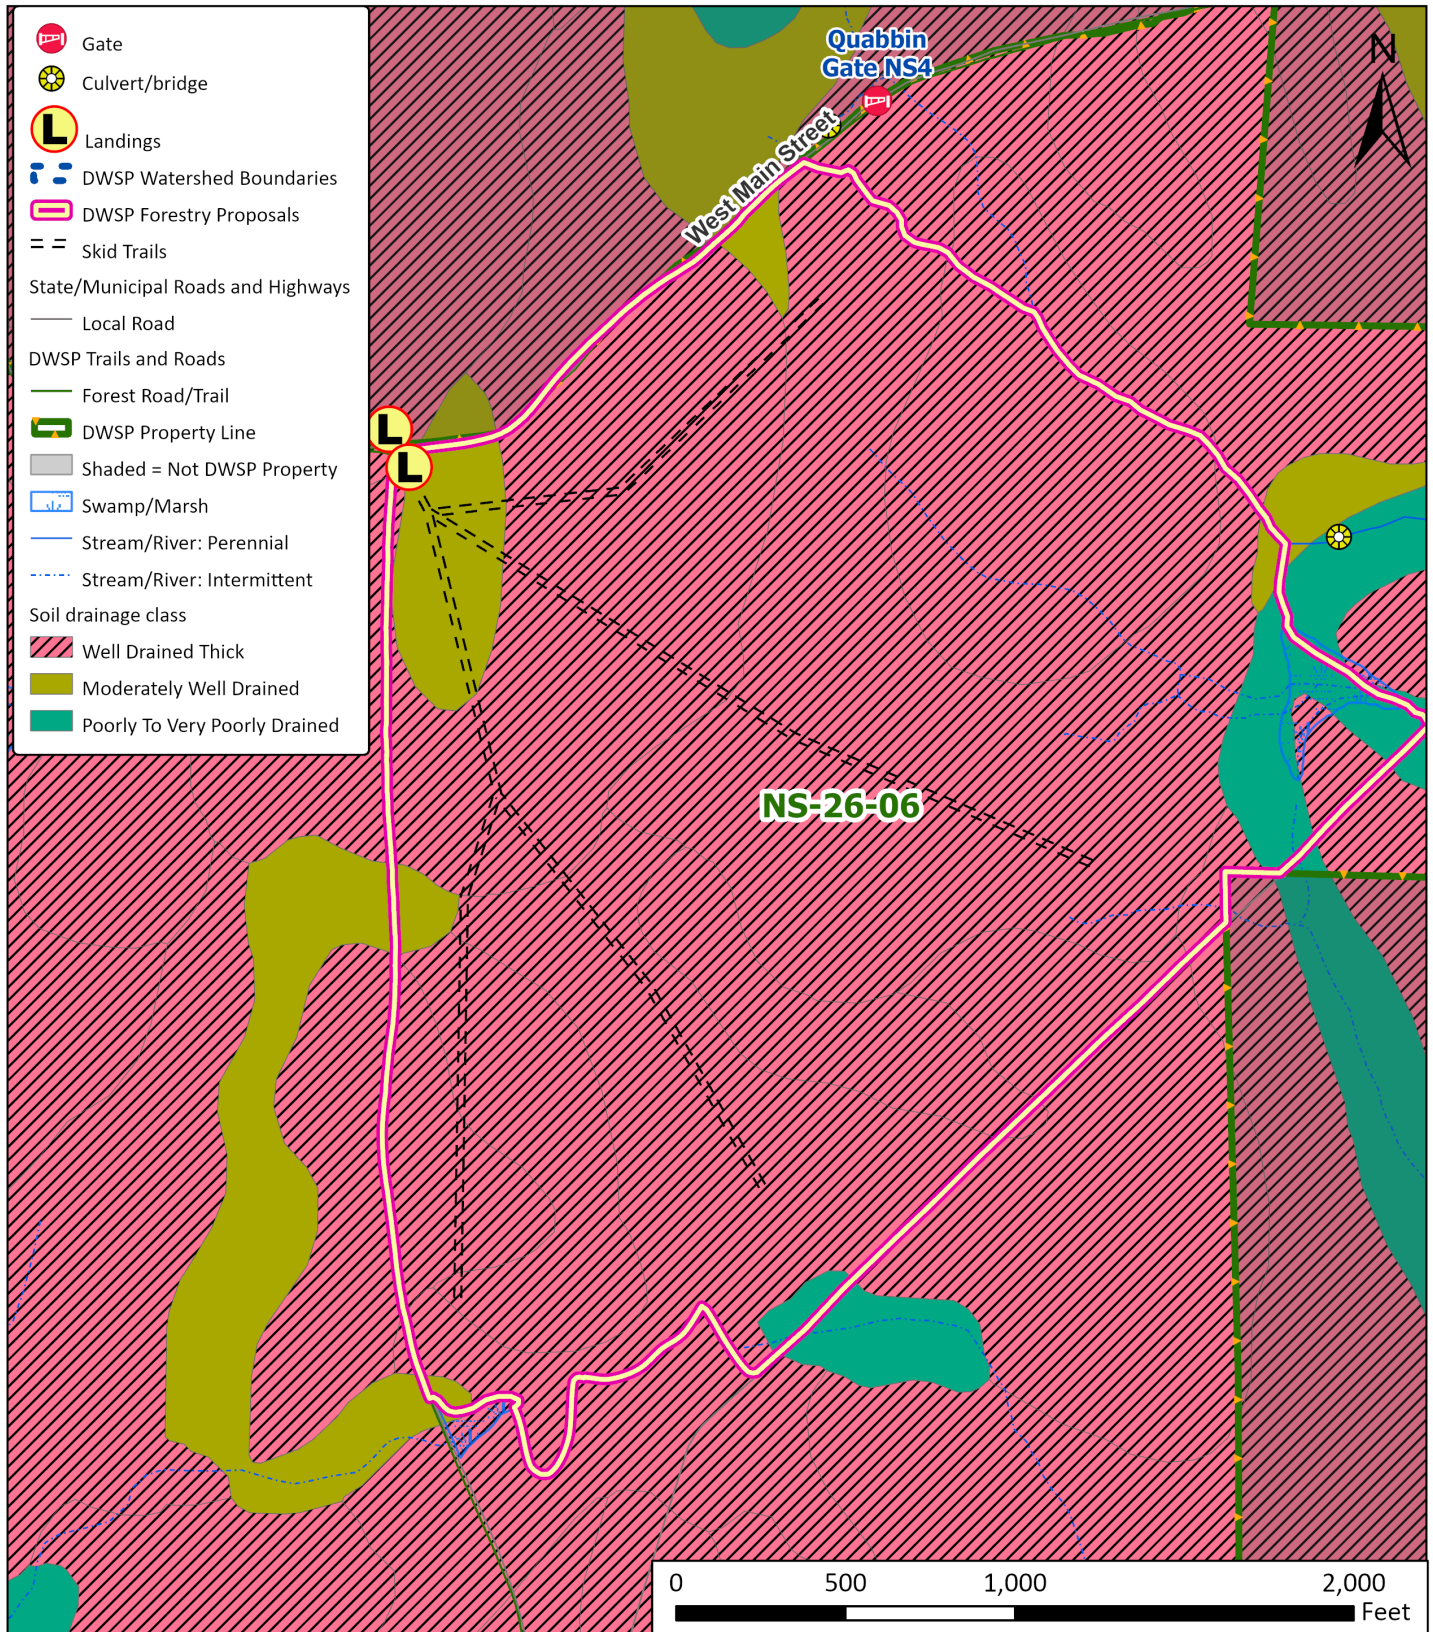 Gate
Culvert/bridge
L
Landings
DWSP Watershed Boundaries
DWSP Forestry Proposals
Skid Trails
State/Municipal Roads and Highways
Local Road
DWSP Trails and Roads
Forest Road/Trail
DWSP Property Line
Shaded = Not DWSP Property
Swamp/Marsh
Stream/River: Perennial
Stream/River: Intermittent
Soil drainage class
Well Drained Thick
Moderately Well Drained
Poorly To Very Poorly Drained
Quabbin
Gate NS4
N
West Main Street
L
L
NS-26-06
0 500 1,000 2,000
Feet